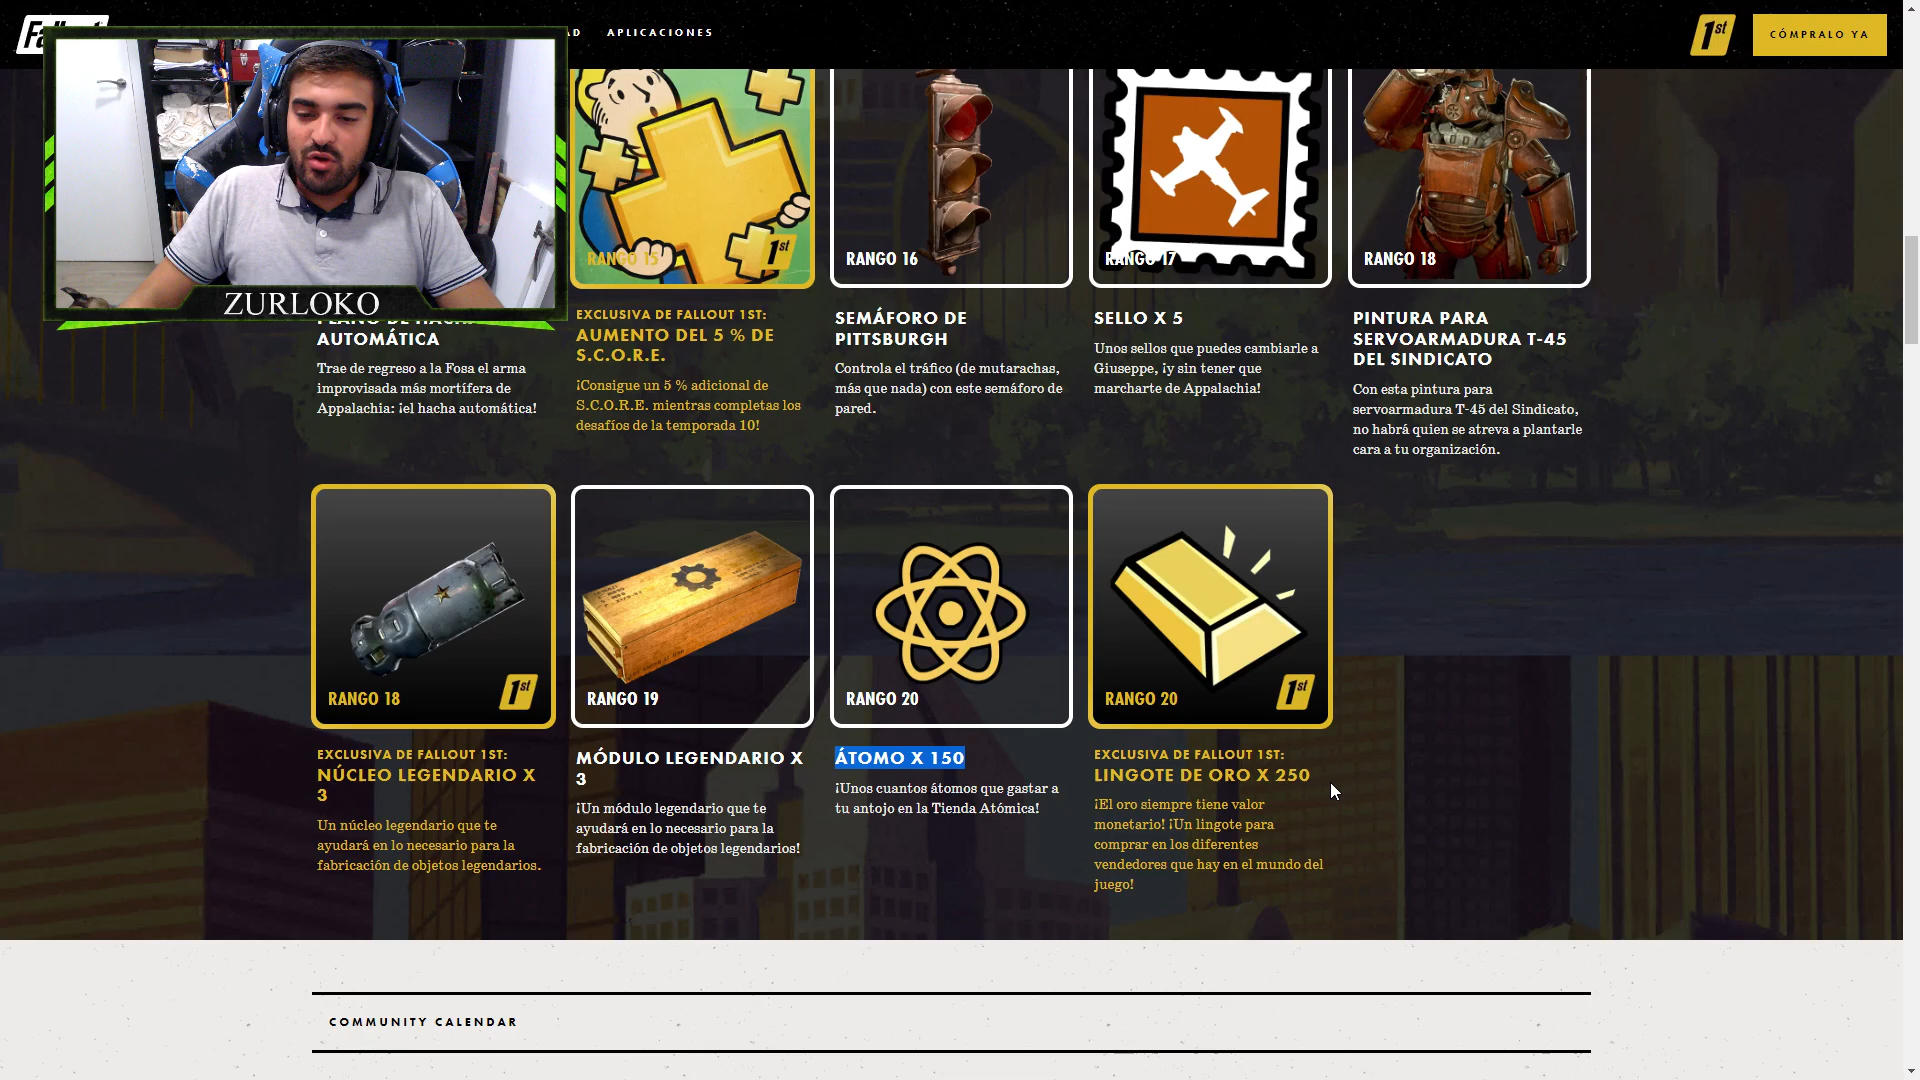 APLICACIONES
1st
CÓMPRALO YA
ZURLOKO
RANGO 15
1st
RANGO 16
RANGO 17
RANGO 18
AUTOMÁTICA
Trae de regreso a la Fosa el arma
improvisada más mortífera de
Appalachia: ¡el hacha automática!
EXCLUSIVA DE FALLOUT 1ST:
AUMENTO DEL 5 % DE
S.C.O.R.E.
¡Consigue un 5 % adicional de
S.C.O.R.E. mientras completas los
desafíos de la temporada 10!
SEMÁFORO DE
PITTSBURGH
Controla el tráfico (de mutarachas,
más que nada) con este semáforo de
pared.
SELLO X 5
Unos sellos que puedes cambiarle a
Giuseppe, ¡y sin tener que
marcharte de Appalachia!
PINTURA PARA
SERVOARMADURA T-45
DEL SINDICATO
Con esta pintura para
servoarmadura T-45 del Sindicato,
no habrá quien se atreva a plantarle
cara a tu organización.
RANGO 18
1st
RANGO 19
RANGO 20
RANGO 20
1st
EXCLUSIVA DE FALLOUT 1ST:
NÚCLEO LEGENDARIO X
3
Un núcleo legendario que te
ayudará en lo necesario para la
fabricación de objetos legendarios.
MÓDULO LEGENDARIO X
3
¡Un módulo legendario que te
ayudará en lo necesario para la
fabricación de objetos legendarios!
ÁTOMO X 150
¡Unos cuantos átomos que gastar a
tu antojo en la Tienda Atómica!
EXCLUSIVA DE FALLOUT 1ST:
LINGOTE DE ORO X 250
¡El oro siempre tiene valor
monetario! ¡Un lingote para
comprar en los diferentes
vendedores que hay en el mundo del
juego!
COMMUNITY CALENDAR